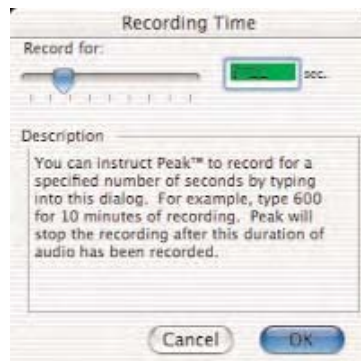 Recording Time
Record for:
sec.
Description
You can instruct Peak™ to record for a
specified number of seconds by typing
into this dialog. For example, type 600
for 10 minutes of recording. Peak will
stop the recording after this duration of
audio has been recorded.
Cancel
OK